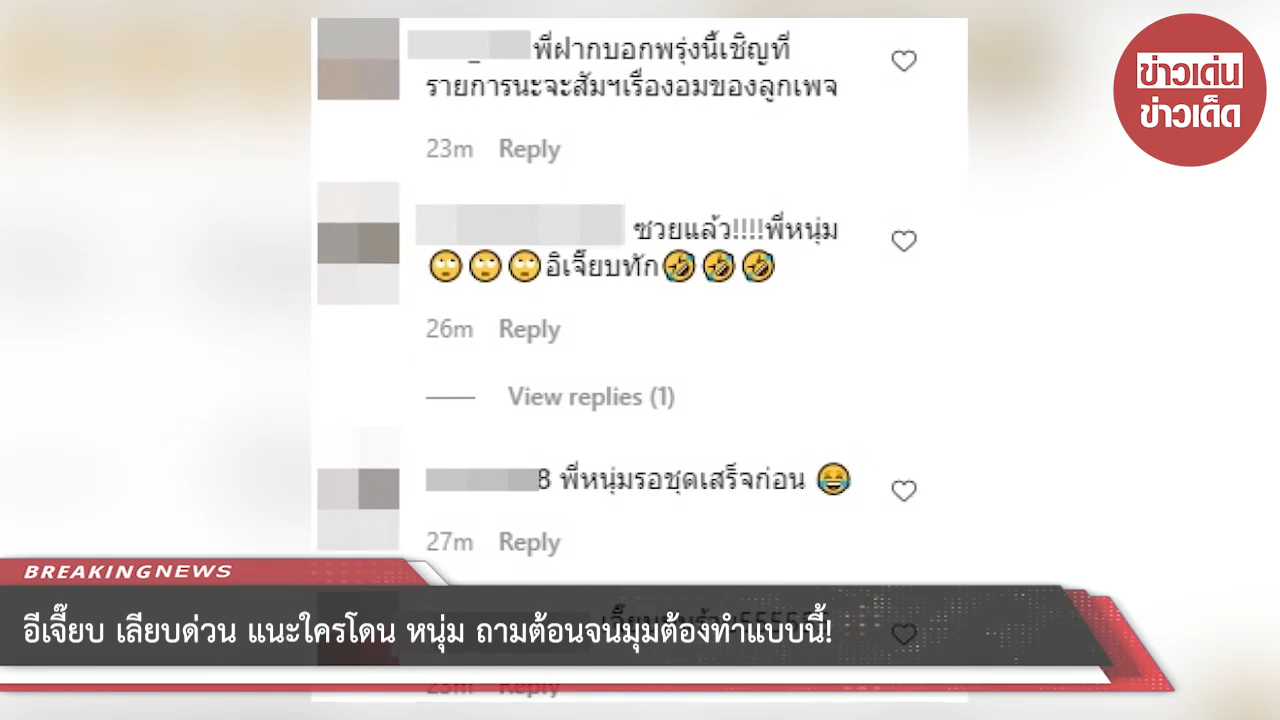 ข่าวเด่น
ข่าวเด็ด
พี่ฝากบอกพรุ่งนี้เชิญที่
รายการนะจะสัมฯเรื่องอมของลูกเพจ
23m Reply
ซวยแล้ว!!!!พี่หนุ่ม
🙄🙄🙄อิเจี๊ยบทัก🤣🤣🤣
26m Reply
View replies (1)
8 พี่หนุ่มรอชุดเสร็จก่อน 😂
27m Reply
BREAKINGNEWS
อีเจี๊ยบ เลียบด่วน แนะใครโดน หนุ่ม ถามต้อนจนมุมต้องทำแบบนี้!
23m Reply